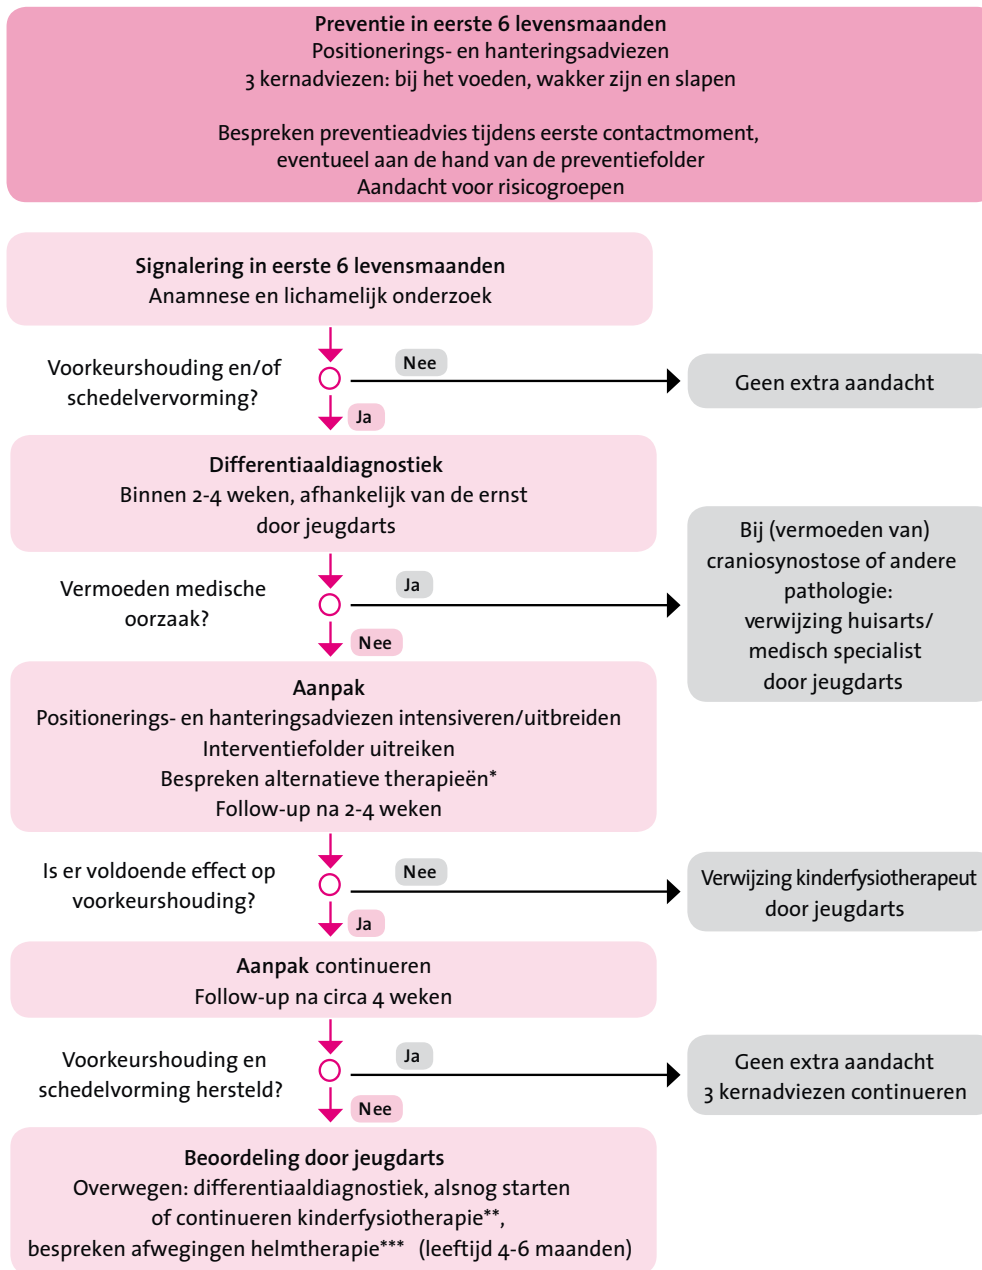 Preventie in eerste 6 levensmaanden
Positionerings- en hanteringsadviezen
3 kernadviezen: bij het voeden, wakker zijn en slapen
Bespreken preventieadvies tijdens eerste contactmoment,
eventueel aan de hand van de preventiefolder
Aandacht voor risicogroepen
Signalering in eerste 6 levensmaanden
Anamnese en lichamelijk onderzoek
Voorkeurshouding en/of
schedelvervorming?
Nee
Geen extra aandacht
Ja
Differentiaaldiagnostiek
Binnen 2-4 weken, afhankelijk van de ernst
door jeugdarts
Vermoeden medische
oorzaak?
Ja
Bij (vermoeden van)
craniosynostose of andere
pathologie:
verwijzing huisarts/
medisch specialist
door jeugdarts
Nee
Aanpak
Positionerings- en hanteringsadviezen intensiveren/uitbreiden
Interventiefolder uitreiken
Bespreken alternatieve therapieën*
Follow-up na 2-4 weken
Is er voldoende effect op
voorkeurshouding?
Nee
Verwijzing kinderfysiotherapeut
door jeugdarts
Ja
Aanpak continueren
Follow-up na circa 4 weken
Voorkeurshouding en
schedelvorming hersteld?
Ja
Geen extra aandacht
3 kernadviezen continueren
Nee
Beoordeling door jeugdarts
Overwegen: differentiaaldiagnostiek, alsnog starten
of continueren kinderfysiotherapie**,
bespreken afwegingen helmtherapie*** (leeftijd 4-6 maanden)